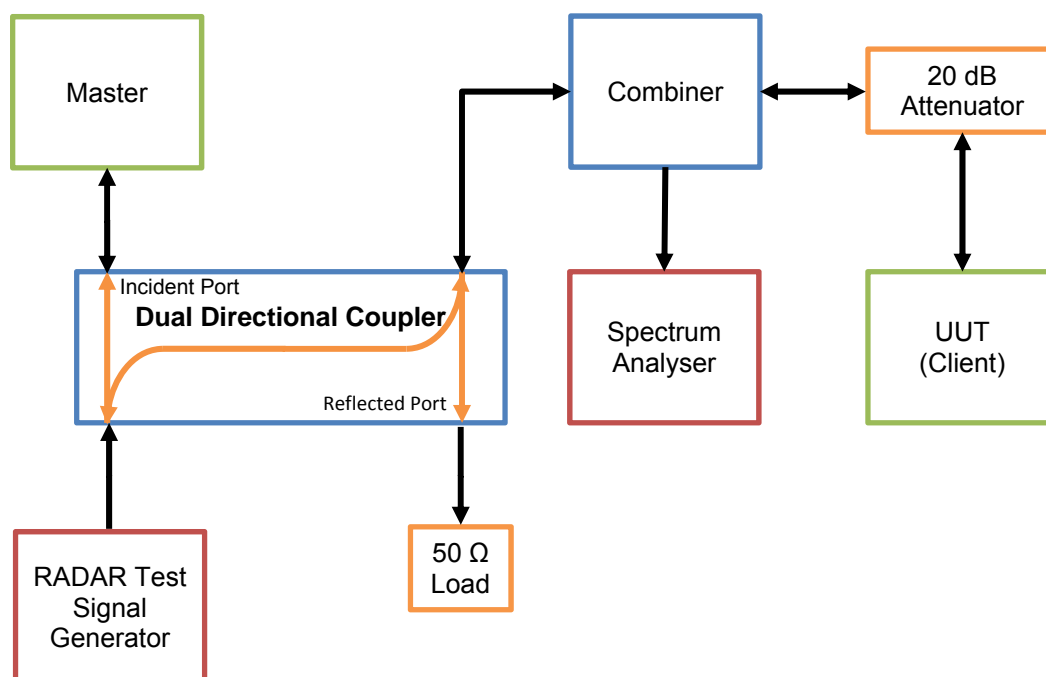 Master
Combiner
20 dB
Attenuator
Incident Port
Dual Directional Coupler
Reflected Port
Spectrum
Analyser
UUT
(Client)
RADAR Test
Signal
Generator
50 Ω
Load